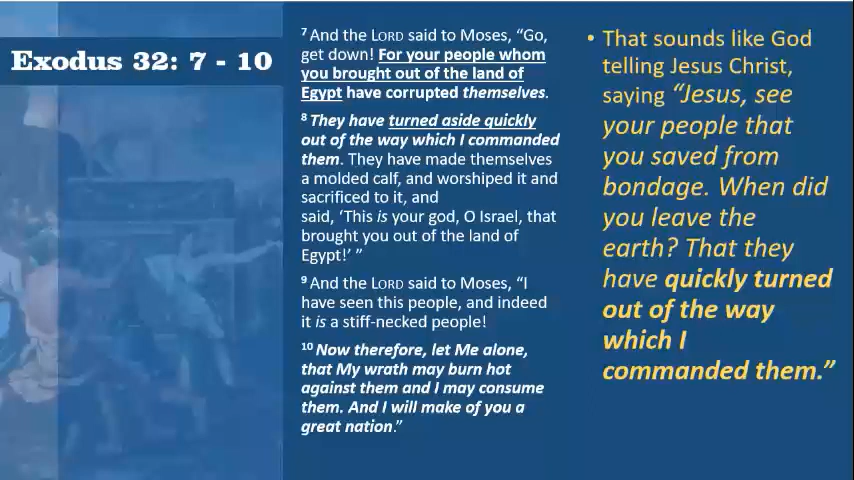 Exodus 32: 7 - 10
7 And the LORD said to Moses, “Go,
get down! For your people whom
you brought out of the land of
Egypt have corrupted themselves.
8 They have turned aside quickly
out of the way which I commanded
them. They have made themselves
a molded calf, and worshiped it and
sacrificed to it, and
said, ‘This is your god, O Israel, that
brought you out of the land of
Egypt!’ ”
9 And the LORD said to Moses, “I
have seen this people, and indeed
it is a stiff-necked people!
10 Now therefore, let Me alone,
that My wrath may burn hot
against them and I may consume
them. And I will make of you a
great nation.”
• That sounds like God
telling Jesus Christ,
saying “Jesus, see
your people that
you saved from
bondage. When did
you leave the
earth? That they
have quickly turned
out of the way
which I
commanded them.”